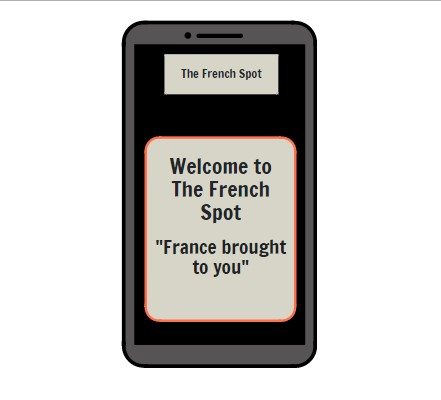 The French Spot
Welcome to
The French
Spot
"France brought
to you"